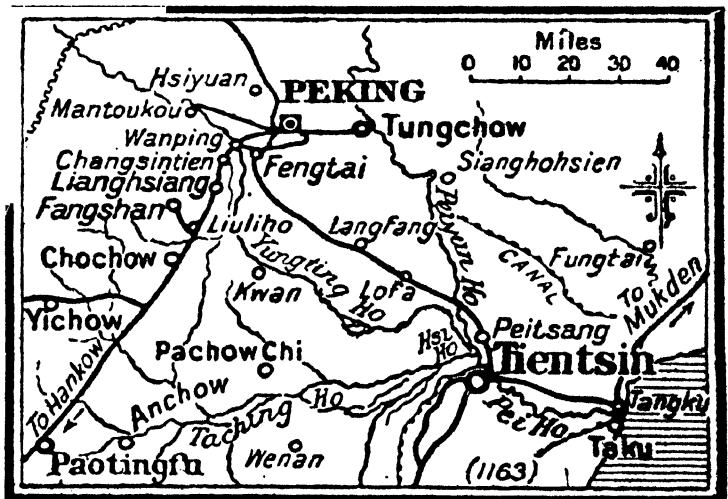 Miles
0 10 20 30 40
Hsiyuan
PEKING
Mantoukou
Wanping
Tungchow
Changsintien
Fengtai
Sianghohsien
Lianghsiang
Fangshan
Liuliho
Langfang
Peiyun Ho
Chochow
Yungting Ho
CANAL
Fungtai
Kwan
Lofa
To Mukden
Yichow
Peitsang
Hsi Ho
Pachow Chi
Tientsin
To Hankow
Anchow
Taching Ho
Pei Ho
Tangku
Taku
Paotingfu
Wenan
(1163)